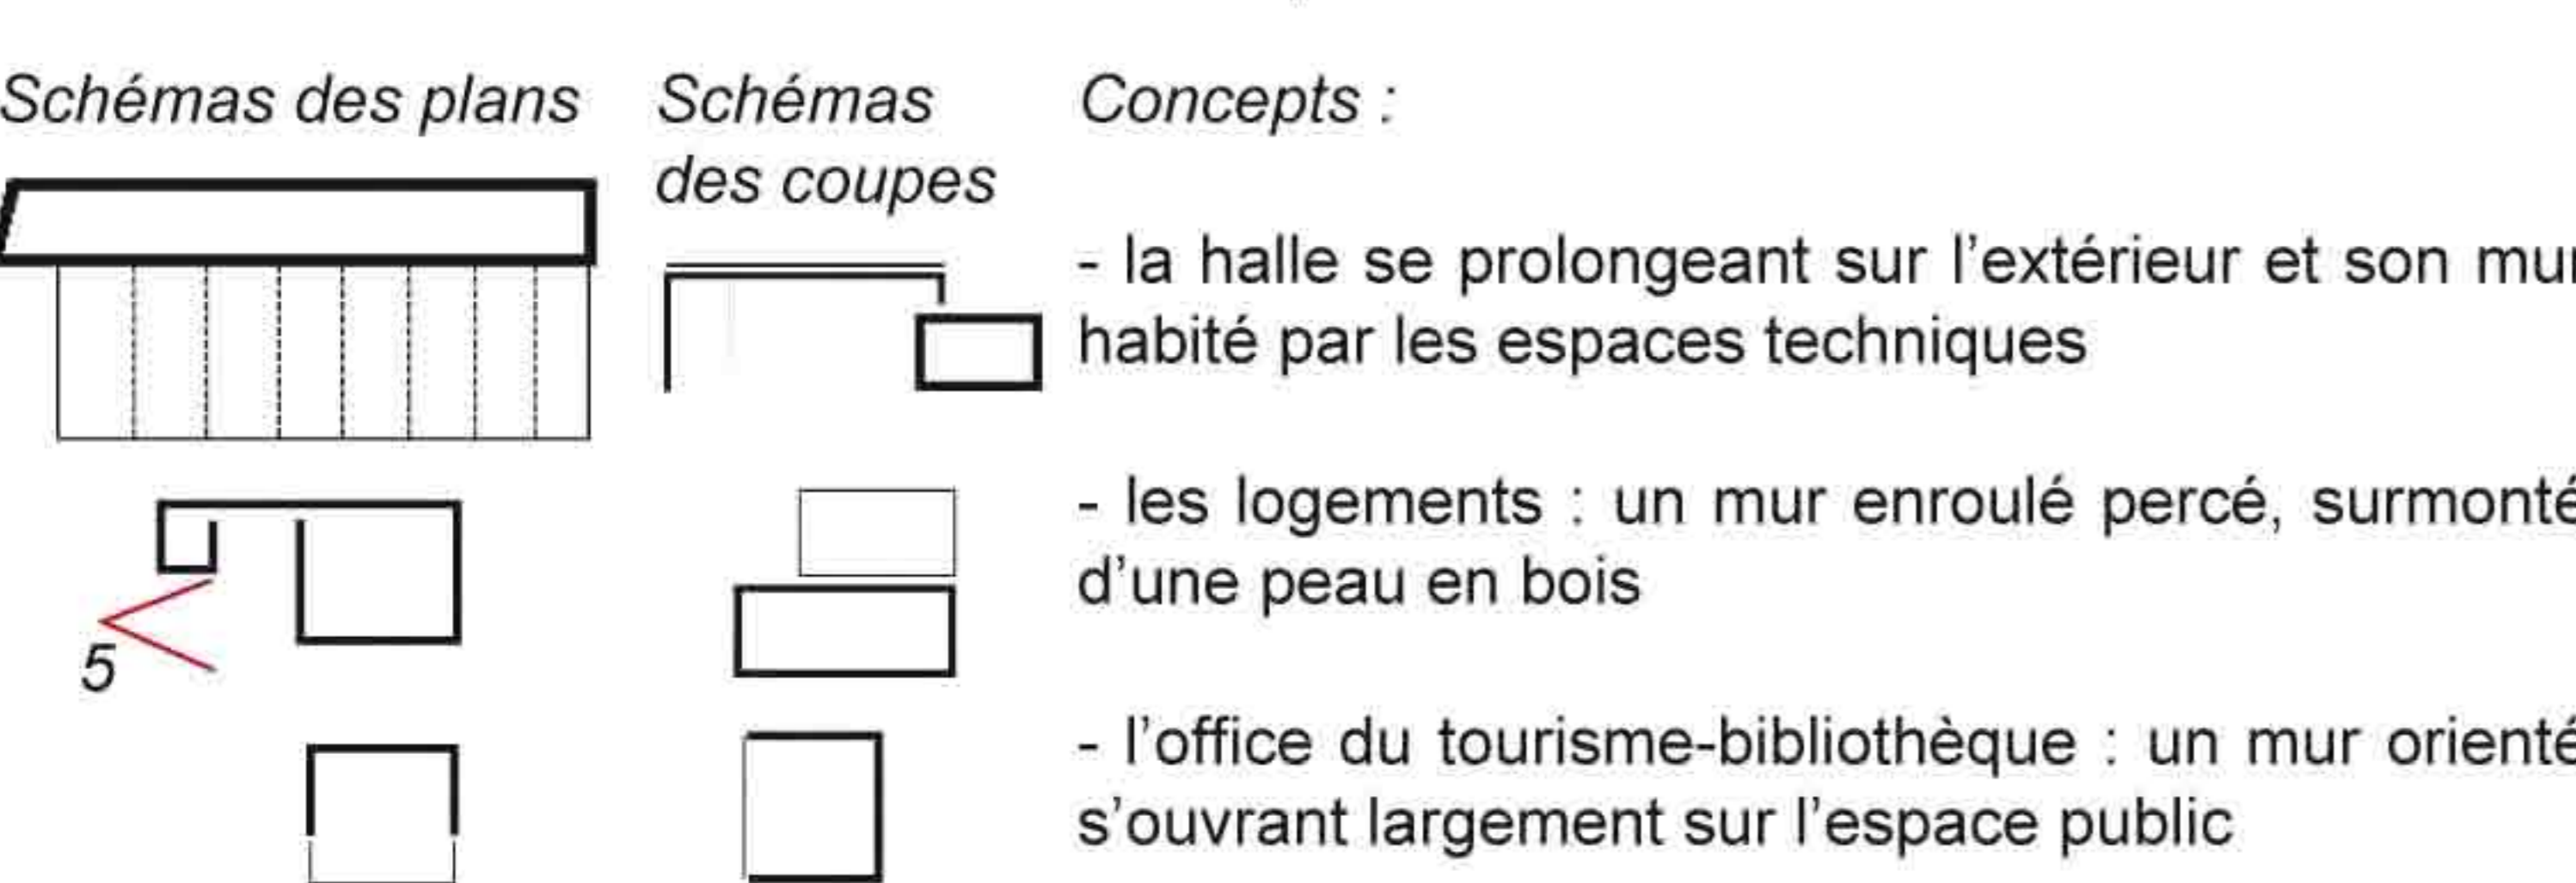 Schémas des plans
Schémas
des coupes
Concepts :
- la halle se prolongeant sur l'extérieur et son mur
habité par les espaces techniques
- les logements : un mur enroulé percé, surmonté
d'une peau en bois
5
- l'office du tourisme-bibliothèque : un mur orienté
s'ouvrant largement sur l'espace public